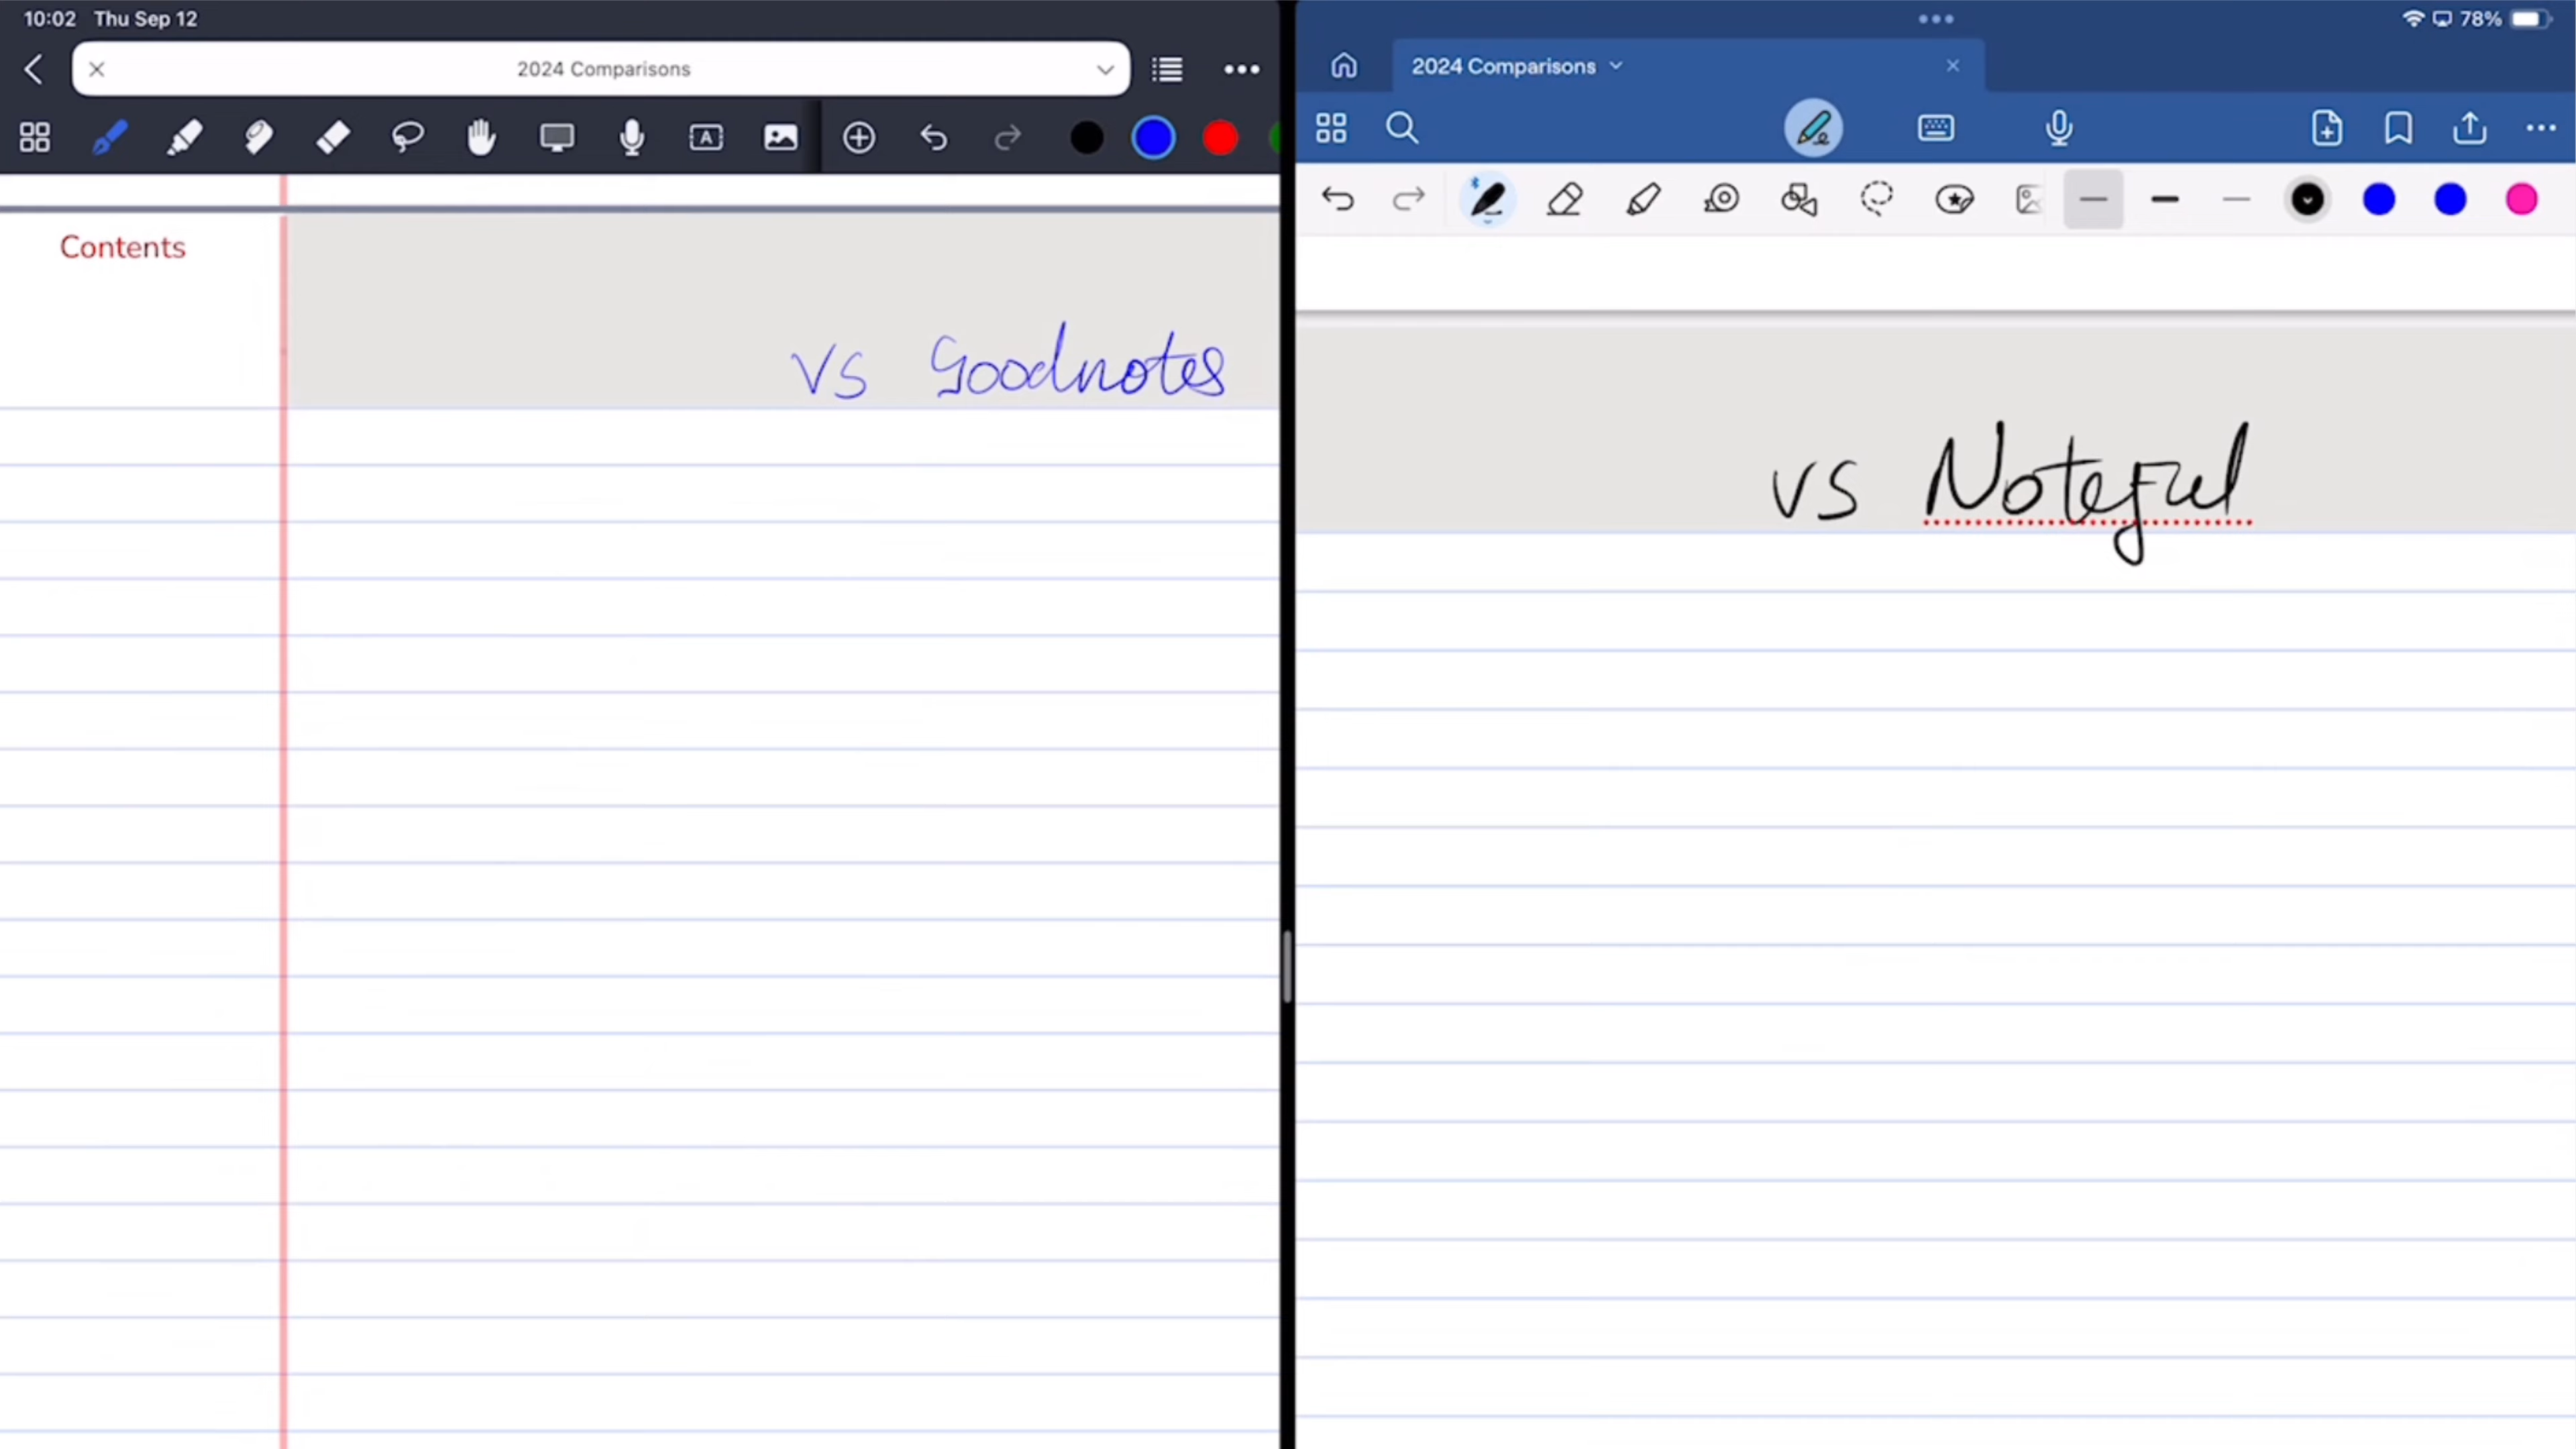 10:02 Thu Sep 12
2024 Comparisons
Contents
vs Goodnotes
78%
2024 Comparisons
vs Noteful